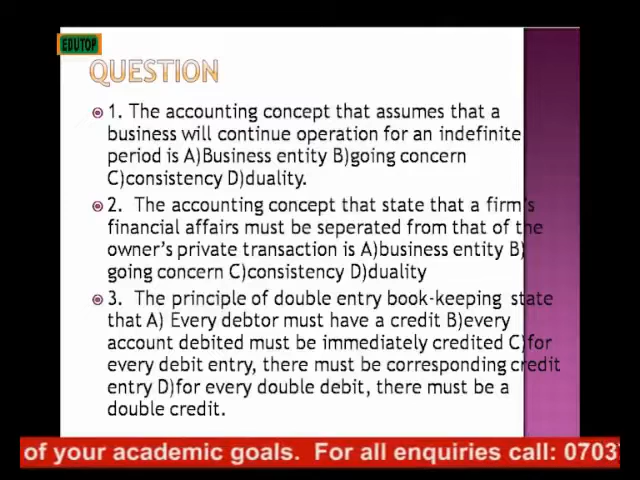 EDUTOP
QUESTION
1. The accounting concept that assumes that a
business will continue operation for an indefinite
period is A)Business entity B)going concern
C)consistency D)duality.
2. The accounting concept that state that a firm's
financial affairs must be seperated from that of the
owner's private transaction is A)business entity B)
going concern C)consistency D)duality
3. The principle of double entry book-keeping state
that A) Every debtor must have a credit B)every
account debited must be immediately credited C)for
every debit entry, there must be corresponding credit
entry D)for every double debit, there must be a
double credit.
of your academic goals. For all enquiries call: 0703